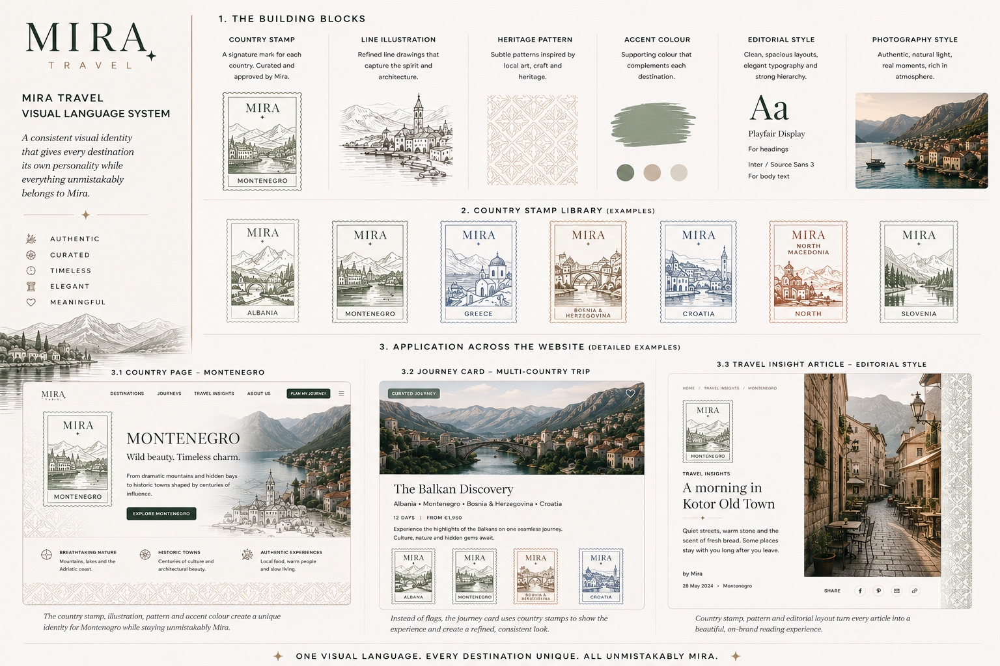 MIRA
TRAVEL
MIRA TRAVEL
VISUAL LANGUAGE SYSTEM
A consistent visual identity
that gives every destination
its own personality while
everything unmistakably
belongs to Mira.
AUTHENTIC
CURATED
TIMELESS
ELEGANT
MEANINGFUL
1. THE BUILDING BLOCKS
COUNTRY STAMP
A signature mark for each
country. Curated and
approved by Mira.
MIRA
MONTENEGRO
LINE ILLUSTRATION
Refined line drawings that
capture the spirit and
architecture.
HERITAGE PATTERN
Subtle patterns inspired by
local art, craft and
heritage.
ACCENT COLOUR
Supporting colour that
complements each
destination.
EDITORIAL STYLE
Clean, spacious layouts,
elegant typography and
strong hierarchy.
Aa
Playfair Display
For headings
Inter / Source Sans 3
For body text
PHOTOGRAPHY STYLE
Authentic, natural light,
real moments, rich in
atmosphere.
2. COUNTRY STAMP LIBRARY (EXAMPLES)
MIRA
ALBANIA
MIRA
MONTENEGRO
MIRA
GREECE
MIRA
BOSNIA &
HERZEGOVINA
MIRA
CROATIA
MIRA
NORTH
MACEDONIA
NORTH
MIRA
SLOVENIA
3. APPLICATION ACROSS THE WEBSITE (DETAILED EXAMPLES)
3.1 COUNTRY PAGE – MONTENEGRO
MIRA
DESTINATIONS JOURNEYS TRAVEL INSIGHTS ABOUT US PLAN MY JOURNEY
MIRA
MONTENEGRO
MONTENEGRO
Wild beauty. Timeless charm.
From dramatic mountains and hidden bays
to historic towns shaped by centuries of
influence.
EXPLORE MONTENGGRO
BREATHTAKING NATURE
Mountains, lakes and the
Adriatic coast.
HISTORIC TOWNS
Centuries of culture and
architectural beauty.
AUTHENTIC EXPERIENCES
Local food, warm people
and slow living.
The country stamp, illustration, pattern and accent colour create a unique
identity for Montenogro while staying unmistakably Mira.
3.2 JOURNEY CARD – MULTI-COUNTRY TRIP
CURATED JOURNEY
The Balkan Discovery
Albania • Montenegro • Bosnia & Herzegovina • Croatia
12 DAYS | FROM €1,950
Experience the highlights of the Balkans on one seamless journey.
Culture, nature and hidden gems await.
MIRA
ALBANA
MIRA
MONTENEGRO
MIRA
BOSNIA &
MIRA
CROATIA
Instead of flags, the journey card uses country stamps to show the
experience and create a refined, consistent look.
3.3 TRAVEL INSIGHT ARTICLE – EDITORIAL STYLE
HOME / TRAVEL INSIGHTS / MONTENEGRO
MIRA
MONTENEGRO
TRAVEL INSIGHTS
A morning in
Kotor Old Town
Quiet streets, warm stone and the
scent of fresh bread. Some places
stay with you long after you leave.
by Mira
28 May 2024 • Montenegro
SHARE
Country stamp, pattern and editorial layout turn every article into a
beautiful, on-brand reading experience.
ONE VISUAL LANGUAGE. EVERY DESTINATION UNIQUE. ALL UNMISTAKABLY MIRA.